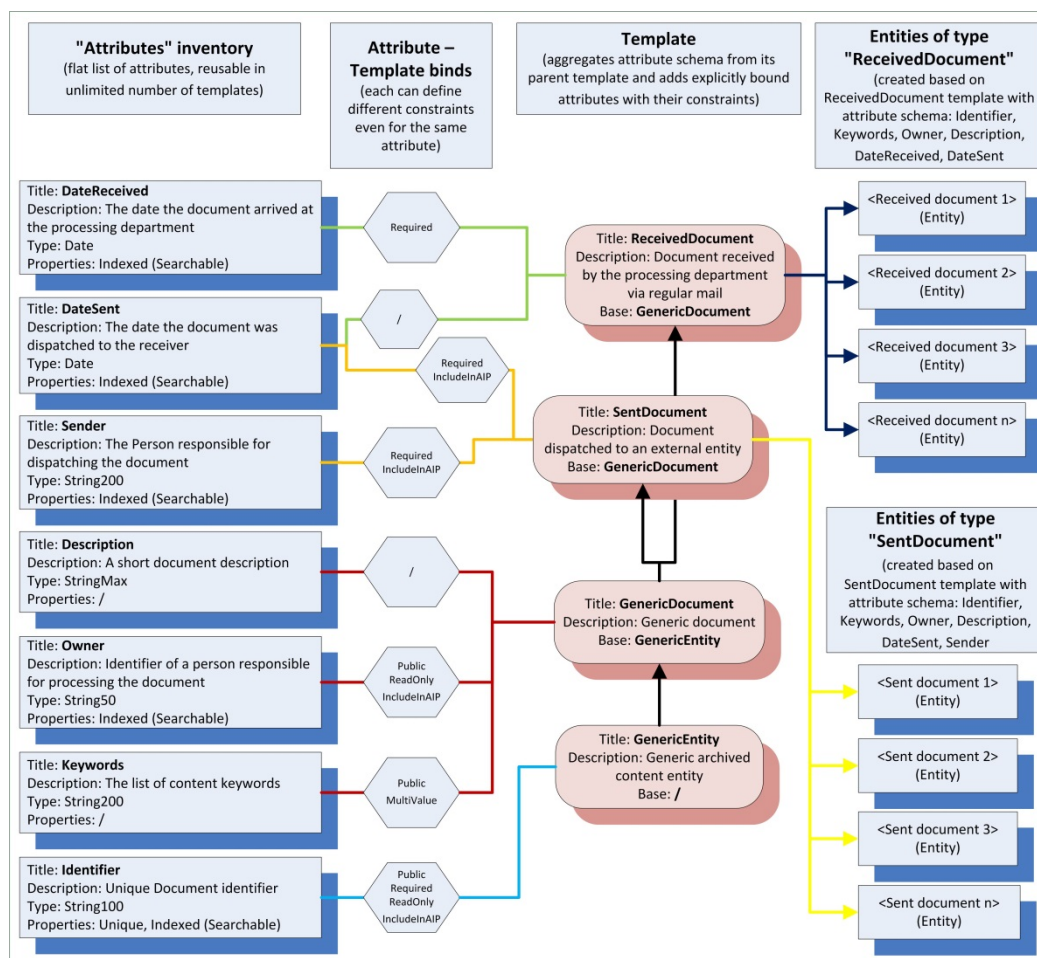 "Attributes" inventory
(flat list of attributes, reusable in
unlimited number of templates)
Attribute –
Template binds
(each can define
different constraints
even for the same
attribute)
Template
(aggregates attribute schema from its
parent template and adds explicitly bound
attributes with their constraints)
Entities of type
"ReceivedDocument"
(created based on
ReceivedDocument template with
attribute schema: Identifier,
Keywords, Owner, Description,
DateReceived, DateSent
Title: DateReceived
Description: The date the document arrived at
the processing department
Type: Date
Properties: Indexed (Searchable)
Title: DateSent
Description: The date the document was
dispatched to the receiver
Type: Date
Properties: Indexed (Searchable)
Title: Sender
Description: The Person responsible for
dispatching the document
Type: String200
Properties: Indexed (Searchable)
Title: Description
Description: A short document description
Type: StringMax
Properties: /
Title: Owner
Description: Identifier of a person responsible
for processing the document
Type: String50
Properties: Indexed (Searchable)
Title: Keywords
Description: The list of content keywords
Type: String200
Properties: /
Title: Identifier
Description: Unique Document identifier
Type: String100
Properties: Unique, Indexed (Searchable)
Required
/
Required
IncludeInAIP
Required
IncludeInAIP
/
Public
ReadOnly
IncludeInAIP
Public
MultiValue
Public
Required
ReadOnly
IncludeInAIP
Title: ReceivedDocument
Description: Document received
by the processing department
via regular mail
Base: GenericDocument
Title: SentDocument
Description: Document
dispatched to an external entity
Base: GenericDocument
Title: GenericDocument
Description: Generic document
Base: GenericEntity
Title: GenericEntity
Description: Generic archived
content entity
Base: /
<Received document 1>
(Entity)
<Received document 2>
(Entity)
<Received document 3>
(Entity)
<Received document n>
(Entity)
Entities of type
"SentDocument"
(created based on
SentDocument template with
attribute schema: Identifier,
Keywords, Owner, Description,
DateSent, Sender
<Sent document 1>
(Entity)
<Sent document 2>
(Entity)
<Sent document 3>
(Entity)
<Sent document n>
(Entity)